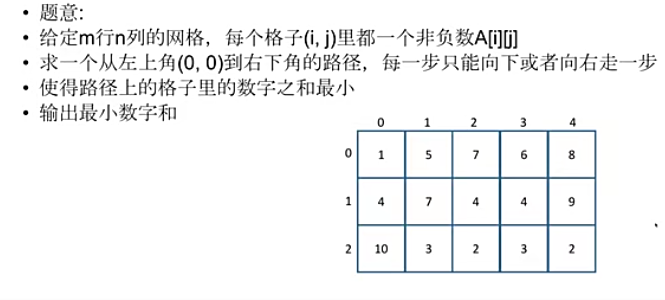 • 题意:
• 给定m行n列的网格，每个格子(i, j)里都一个非负数A[i][j]
• 求一个从左上角(0, 0)到右下角的路径，每一步只能向下或者向右走一步
• 使得路径上的格子里的数字之和最小
• 输出最小数字和
0 1 2 3 4
0 1 5 7 6 8
1 4 7 4 4 9
2 10 3 2 3 2